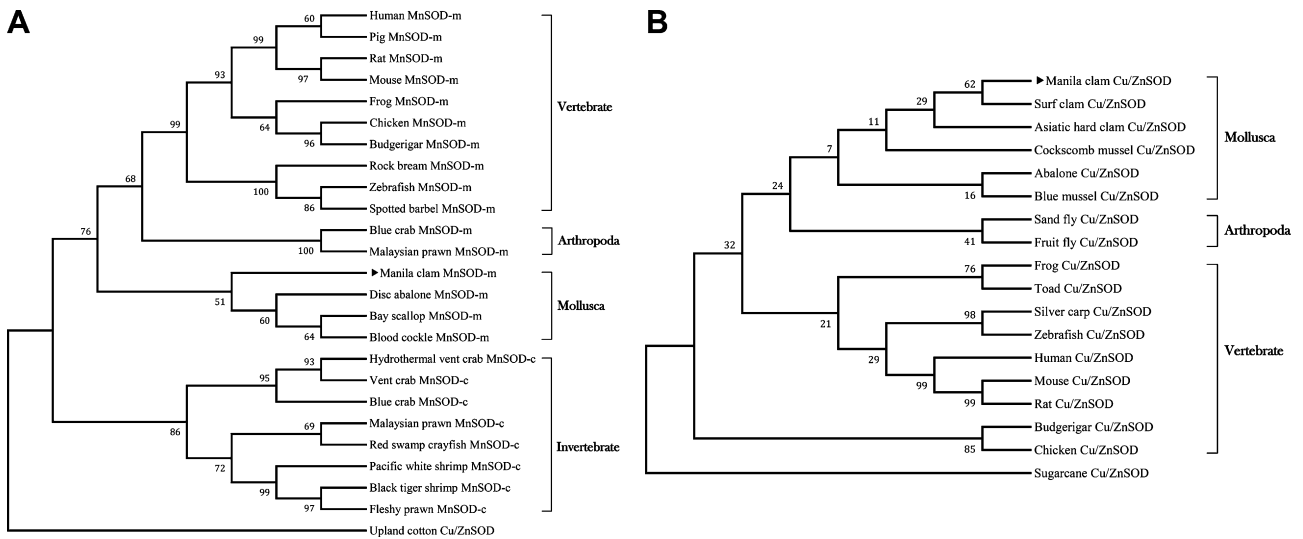 A
60
Human MnSOD-m
99
Pig MnSOD-m
Rat MnSOD-m
93
97
Mouse MnSOD-m
Frog MnSOD-m
99
64
Chicken MnSOD-m
96
Budgerigar MnSOD-m
Vertebrate
Rock bream MnSOD-m
68
100
Zebrafish MnSOD-m
86
Spotted barbel MnSOD-m
Blue crab MnSOD-m
76
100
Malaysian prawn MnSOD-m
Arthropoda
▶Manila clam MnSOD-m
51
Disc abalone MnSOD-m
60
Bay scallop MnSOD-m
64
Blood cockle MnSOD-m
Mollusca
93
Hydrothermal vent crab MnSOD-c
95
Vent crab MnSOD-c
Blue crab MnSOD-c
86
69
Malaysian prawn MnSOD-c
Red swamp crayfish MnSOD-c
72
Pacific white shrimp MnSOD-c
99
Black tiger shrimp MnSOD-c
97
Fleshy prawn MnSOD-c
Invertebrate
Upland cotton Cu/ZnSOD
B
62
▶Manila clam Cu/ZnSOD
29
Surf clam Cu/ZnSOD
11
Asiatic hard clam Cu/ZnSOD
7
Cockscomb mussel Cu/ZnSOD
Abalone Cu/ZnSOD
24
16
Blue mussel Cu/ZnSOD
Mollusca
Sand fly Cu/ZnSOD
32
41
Fruit fly Cu/ZnSOD
Arthropoda
76
Frog Cu/ZnSOD
Toad Cu/ZnSOD
21
98
Silver carp Cu/ZnSOD
Zebrafish Cu/ZnSOD
29
Human Cu/ZnSOD
99
Mouse Cu/ZnSOD
99
Rat Cu/ZnSOD
Budgerigar Cu/ZnSOD
85
Chicken Cu/ZnSOD
Vertebrate
Sugarcane Cu/ZnSOD